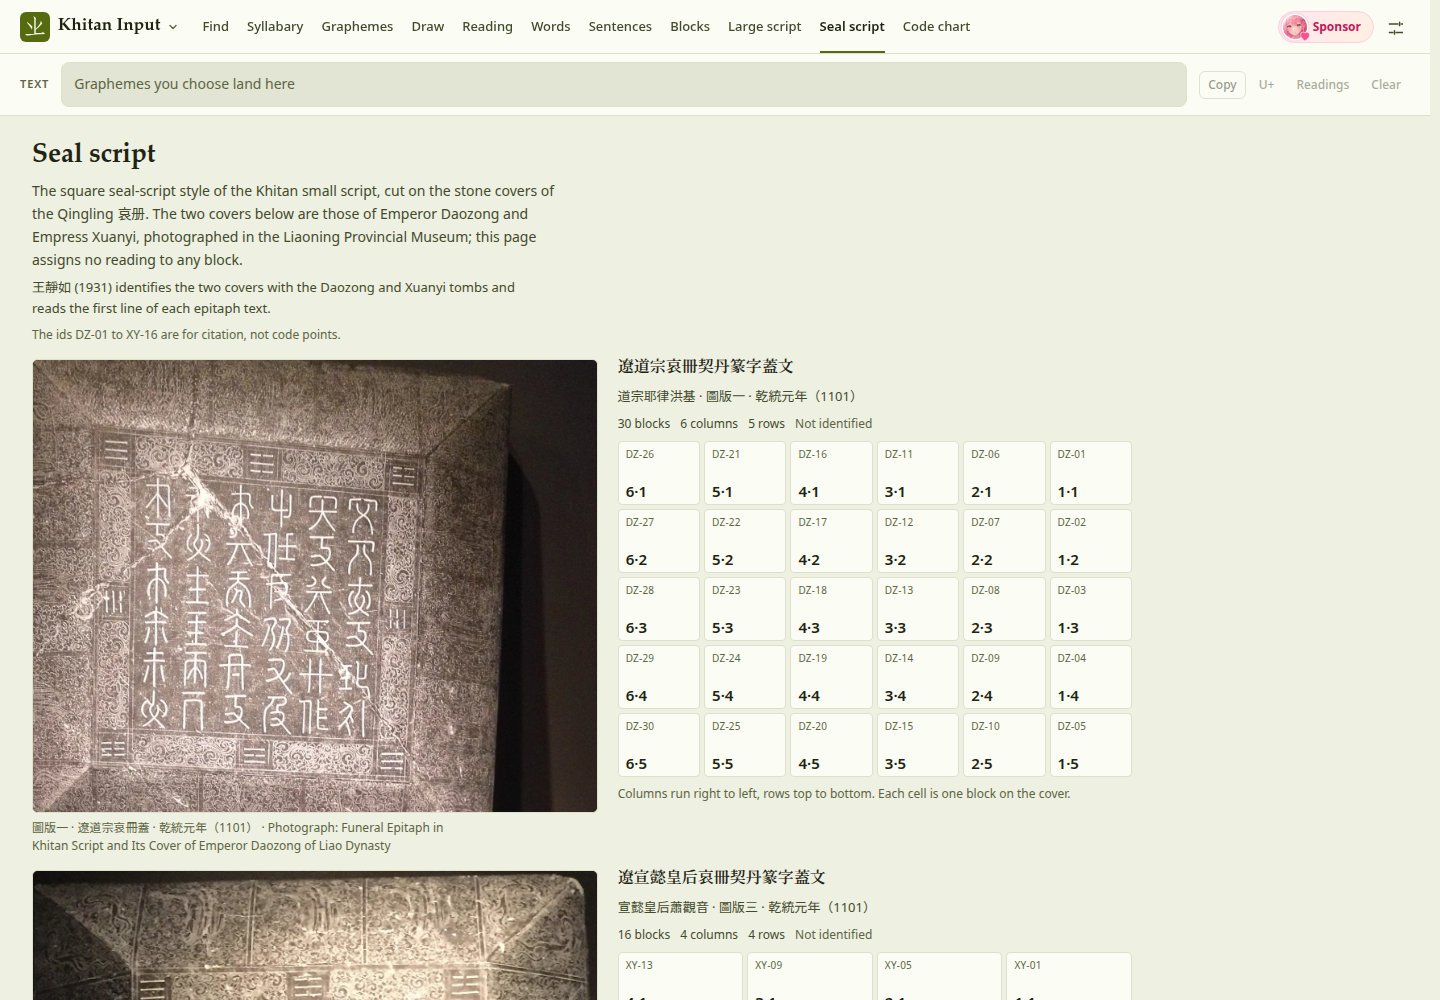 Khitan Input
Find Syllabary Graphemes Draw Reading Words Sentences Blocks Large script Seal script Code chart
Sponsor
TEXT
Graphemes you choose land here
Copy U+ Readings Clear
Seal script
The square seal-script style of the Khitan small script, cut on the stone covers of
the Qingling 哀册. The two covers below are those of Emperor Daozong and
Empress Xuanyi, photographed in the Liaoning Provincial Museum; this page
assigns no reading to any block.
王靜如 (1931) identifies the two covers with the Daozong and Xuanyi tombs and
reads the first line of each epitaph text.
The ids DZ-01 to XY-16 are for citation, not code points.
遼道宗哀冊契丹篆字蓋文
道宗耶律洪基 · 圖版一 · 乾統元年（1101）
30 blocks 6 columns 5 rows Not identified
DZ-26 DZ-21 DZ-16 DZ-11 DZ-06 DZ-01
6·1 5·1 4·1 3·1 2·1 1·1
DZ-27 DZ-22 DZ-17 DZ-12 DZ-07 DZ-02
6·2 5·2 4·2 3·2 2·2 1·2
DZ-28 DZ-23 DZ-18 DZ-13 DZ-08 DZ-03
6·3 5·3 4·3 3·3 2·3 1·3
DZ-29 DZ-24 DZ-19 DZ-14 DZ-09 DZ-04
6·4 5·4 4·4 3·4 2·4 1·4
DZ-30 DZ-25 DZ-20 DZ-15 DZ-10 DZ-05
6·5 5·5 4·5 3·5 2·5 1·5
Columns run right to left, rows top to bottom. Each cell is one block on the cover.
圖版一 · 遼道宗哀冊蓋 · 乾統元年（1101） · Photograph: Funeral Epitaph in
Khitan Script and Its Cover of Emperor Daozong of Liao Dynasty
遼宣懿皇后哀冊契丹篆字蓋文
宣懿皇后蕭觀音 · 圖版三 · 乾統元年（1101）
16 blocks 4 columns 4 rows Not identified
XY-13 XY-09 XY-05 XY-01